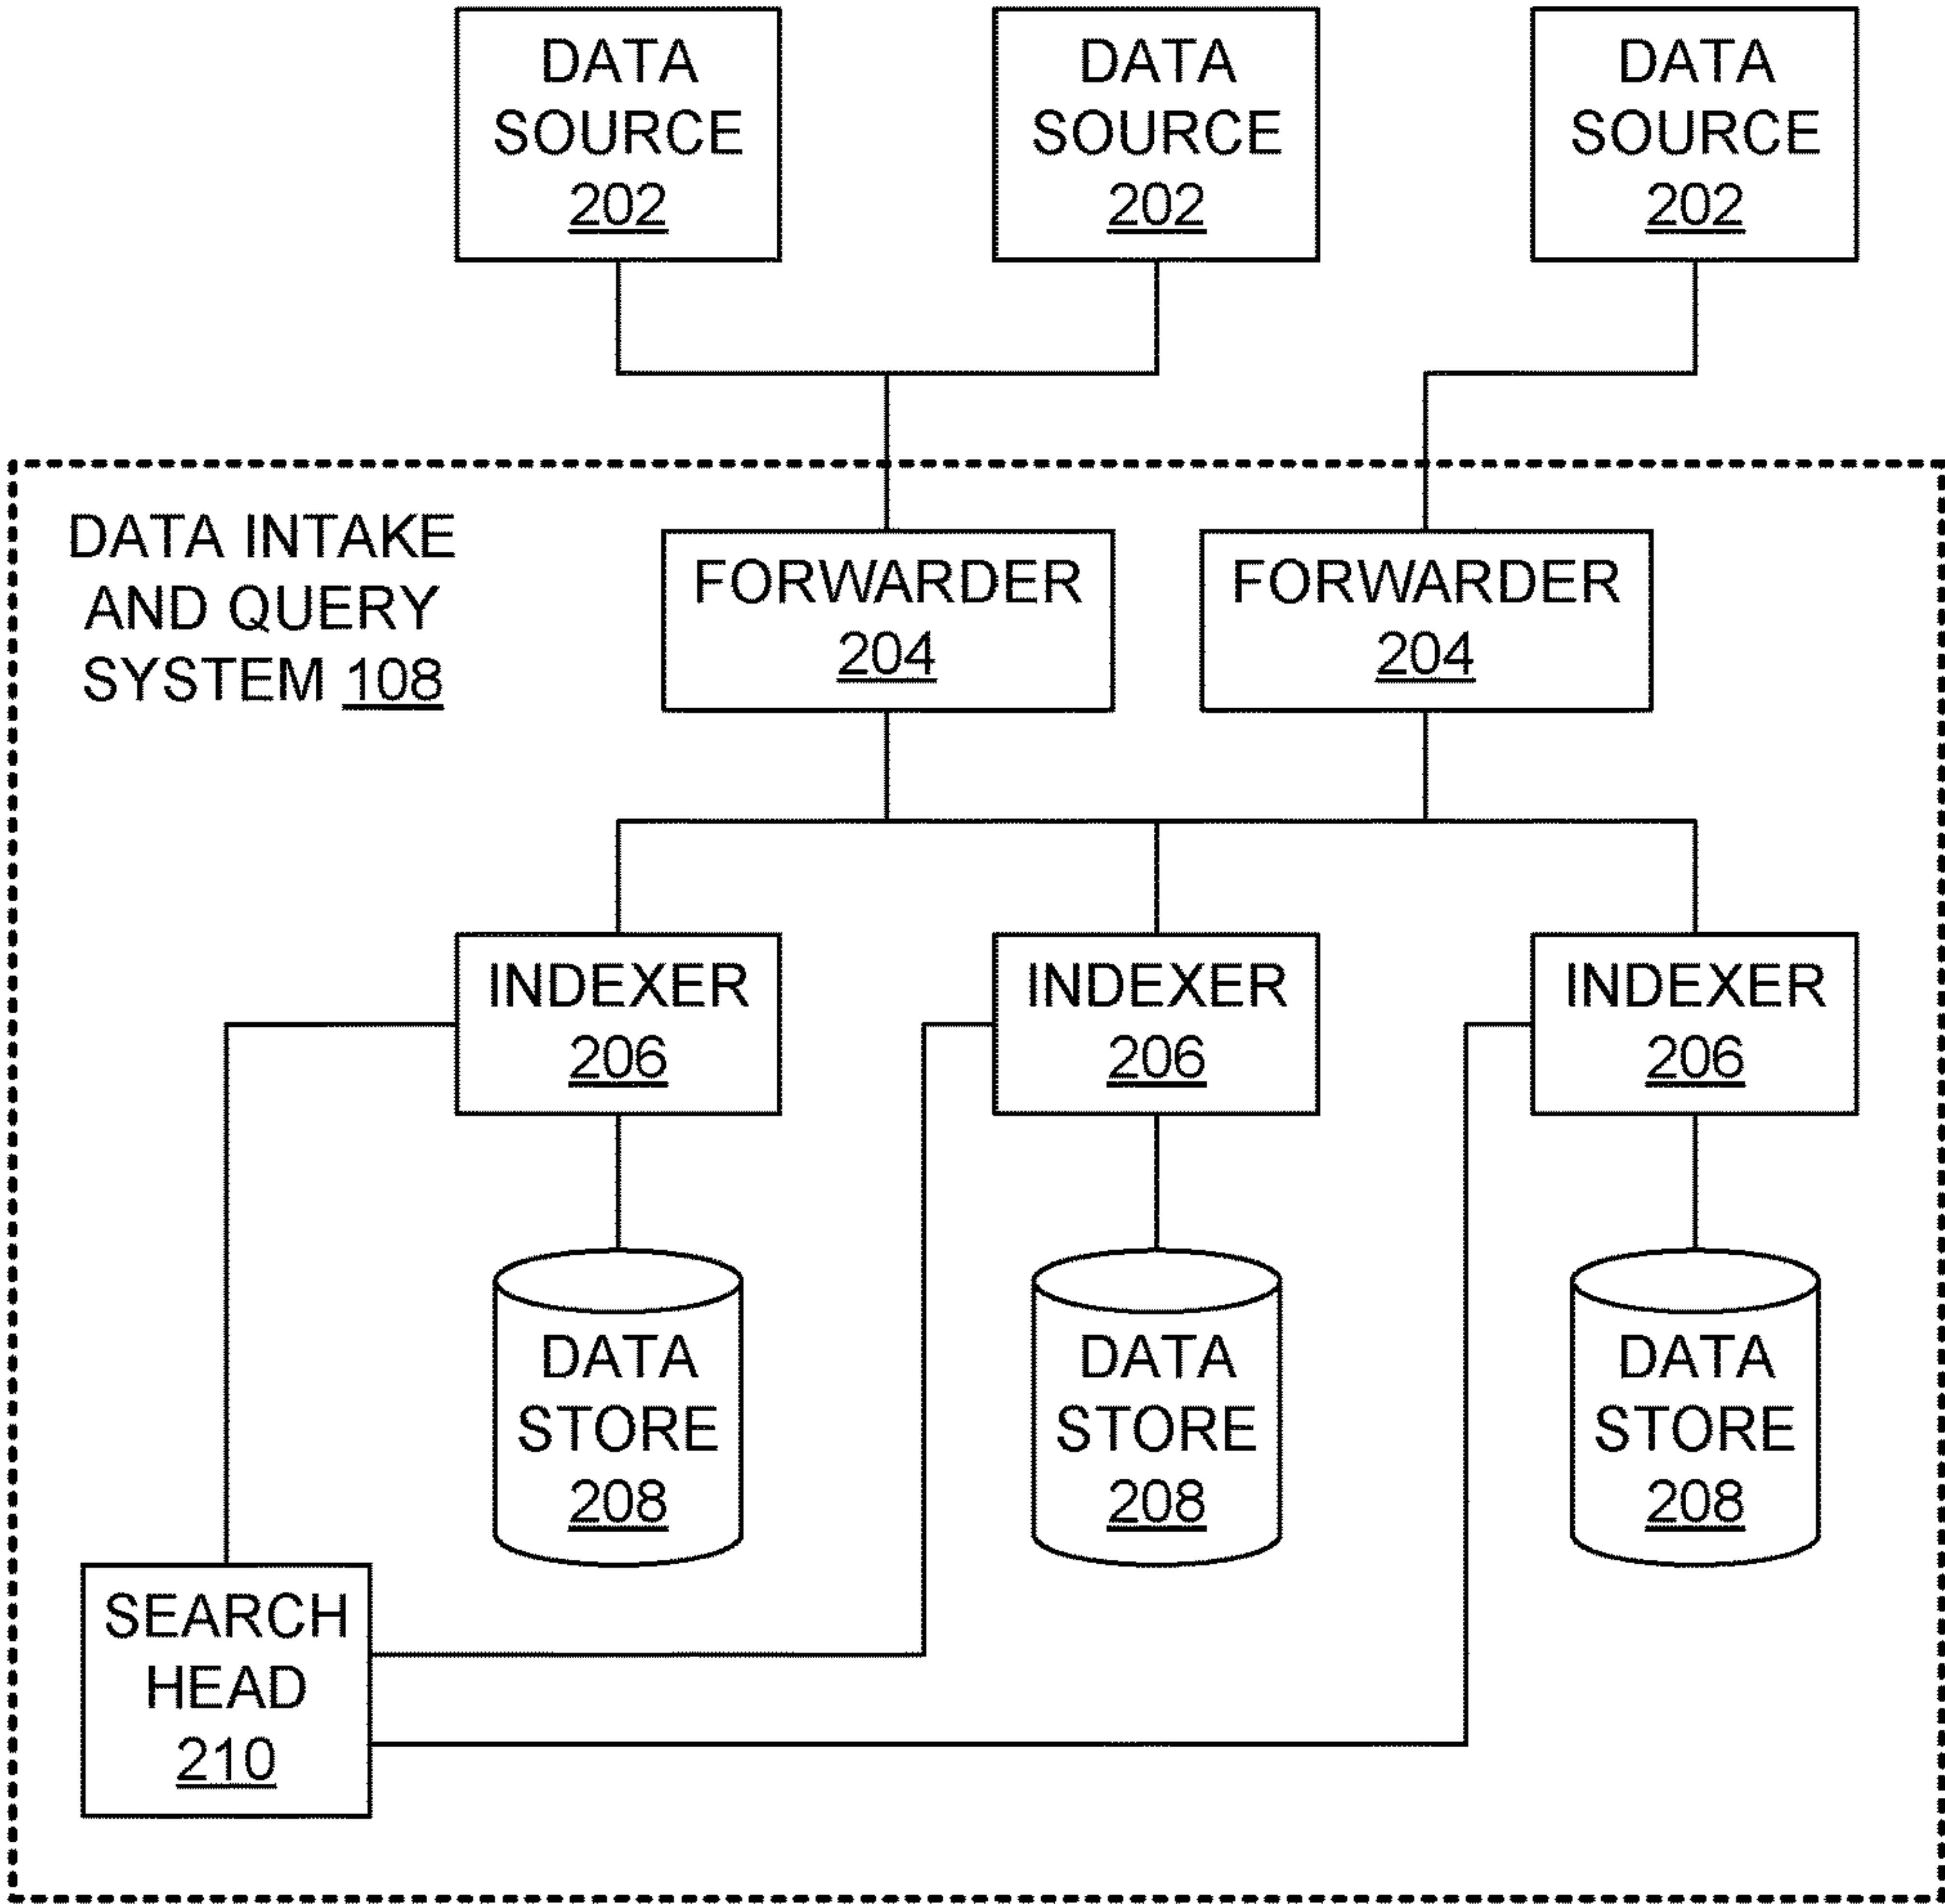 DATA
SOURCE
202
DATA
SOURCE
202
DATA
SOURCE
202
DATA INTAKE
AND QUERY
SYSTEM 108
FORWARDER
204
FORWARDER
204
INDEXER
206
INDEXER
206
INDEXER
206
DATA
STORE
208
DATA
STORE
208
DATA
STORE
208
SEARCH
HEAD
210